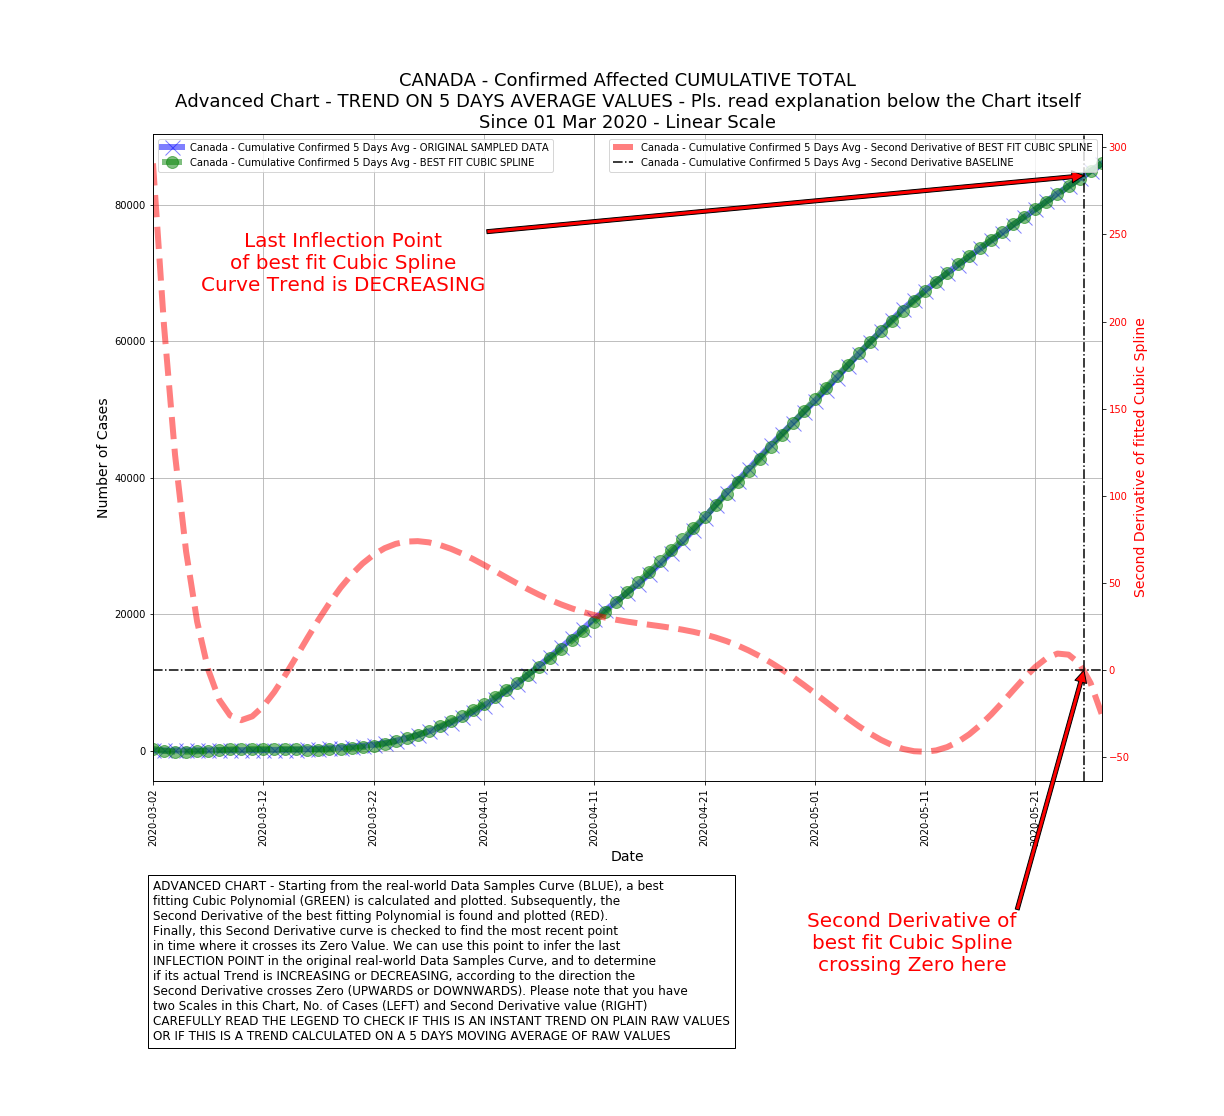 CANADA - Confirmed Affected CUMULATIVE TOTAL
Advanced Chart - TREND ON 5 DAYS AVERAGE VALUES - Pls. read explanation below the Chart itself
Since 01 Mar 2020 - Linear Scale
Canada - Cumulative Confirmed 5 Days Avg - ORIGINAL SAMPLED DATA
Canada - Cumulative Confirmed 5 Days Avg - BEST FIT CUBIC SPLINE
Canada - Cumulative Confirmed 5 Days Avg - Second Derivative of BEST FIT CUBIC SPLINE
Canada - Cumulative Confirmed 5 Days Avg - Second Derivative BASELINE
Last Inflection Point
of best fit Cubic Spline
Curve Trend is DECREASING
Number of Cases
80000
60000
40000
20000
0
300
250
200
150
100
50
0
−50
Second Derivative of fitted Cubic Spline
2020-03-02
2020-03-12
2020-03-22
2020-04-01
2020-04-11
2020-04-21
2020-05-01
2020-05-11
2020-05-21
Date
ADVANCED CHART - Starting from the real-world Data Samples Curve (BLUE), a best
fitting Cubic Polynomial (GREEN) is calculated and plotted. Subsequently, the
Second Derivative of the best fitting Polynomial is found and plotted (RED).
Finally, this Second Derivative curve is checked to find the most recent point
in time where it crosses its Zero Value. We can use this point to infer the last
INFLECTION POINT in the original real-world Data Samples Curve, and to determine
if its actual Trend is INCREASING or DECREASING, according to the direction the
Second Derivative crosses Zero (UPWARDS or DOWNWARDS). Please note that you have
two Scales in this Chart, No. of Cases (LEFT) and Second Derivative value (RIGHT)
CAREFULLY READ THE LEGEND TO CHECK IF THIS IS AN INSTANT TREND ON PLAIN RAW VALUES
OR IF THIS IS A TREND CALCULATED ON A 5 DAYS MOVING AVERAGE OF RAW VALUES
Second Derivative of
best fit Cubic Spline
crossing Zero here